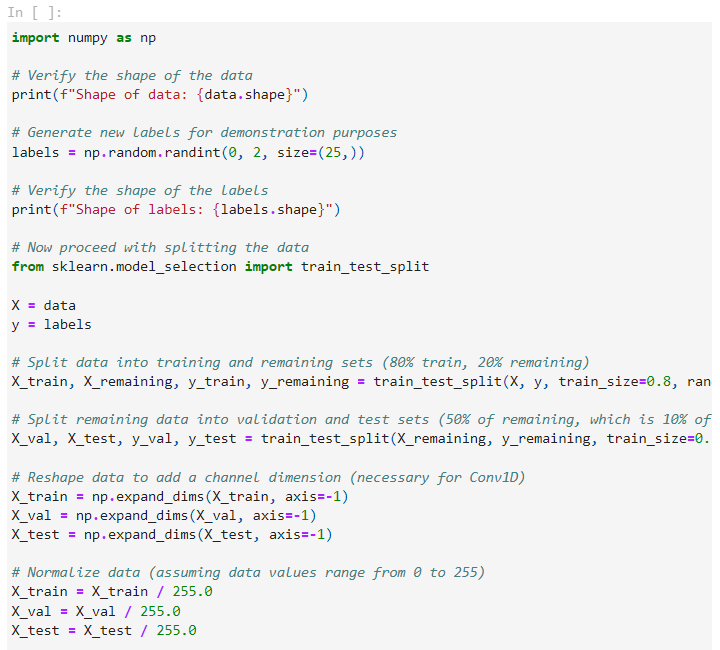 In [ ]:
import numpy as np
# Verify the shape of the data
print(f"Shape of data: {data.shape}")
# Generate new labels for demonstration purposes
labels = np.random.randint(0, 2, size=(25,))
# Verify the shape of the labels
print(f"Shape of labels: {labels.shape}")
# Now proceed with splitting the data
from sklearn.model_selection import train_test_split
X = data
y = labels
# Split data into training and remaining sets (80% train, 20% remaining)
X_train, X_remaining, y_train, y_remaining = train_test_split(X, y, train_size=0.8, ran
# Split remaining data into validation and test sets (50% of remaining, which is 10% of
X_val, X_test, y_val, y_test = train_test_split(X_remaining, y_remaining, train_size=0.
# Reshape data to add a channel dimension (necessary for Conv1D)
X_train = np.expand_dims(X_train, axis=-1)
X_val = np.expand_dims(X_val, axis=-1)
X_test = np.expand_dims(X_test, axis=-1)
# Normalize data (assuming data values range from 0 to 255)
X_train = X_train / 255.0
X_val = X_val / 255.0
X_test = X_test / 255.0